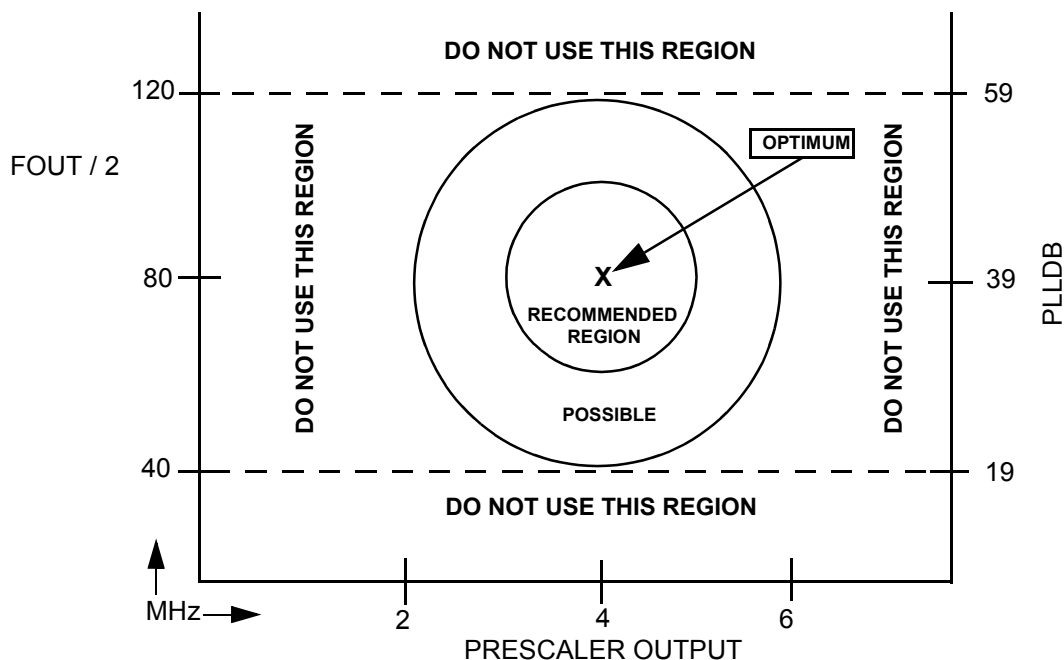 DO NOT USE THIS REGION
120
59
FOUT / 2
DO NOT USE THIS REGION
OPTIMUM
DO NOT USE THIS REGION
80
X
39
PLLDB
RECOMMENDED
REGION
POSSIBLE
40
19
DO NOT USE THIS REGION
MHz
2
4
6
PRESCALER OUTPUT